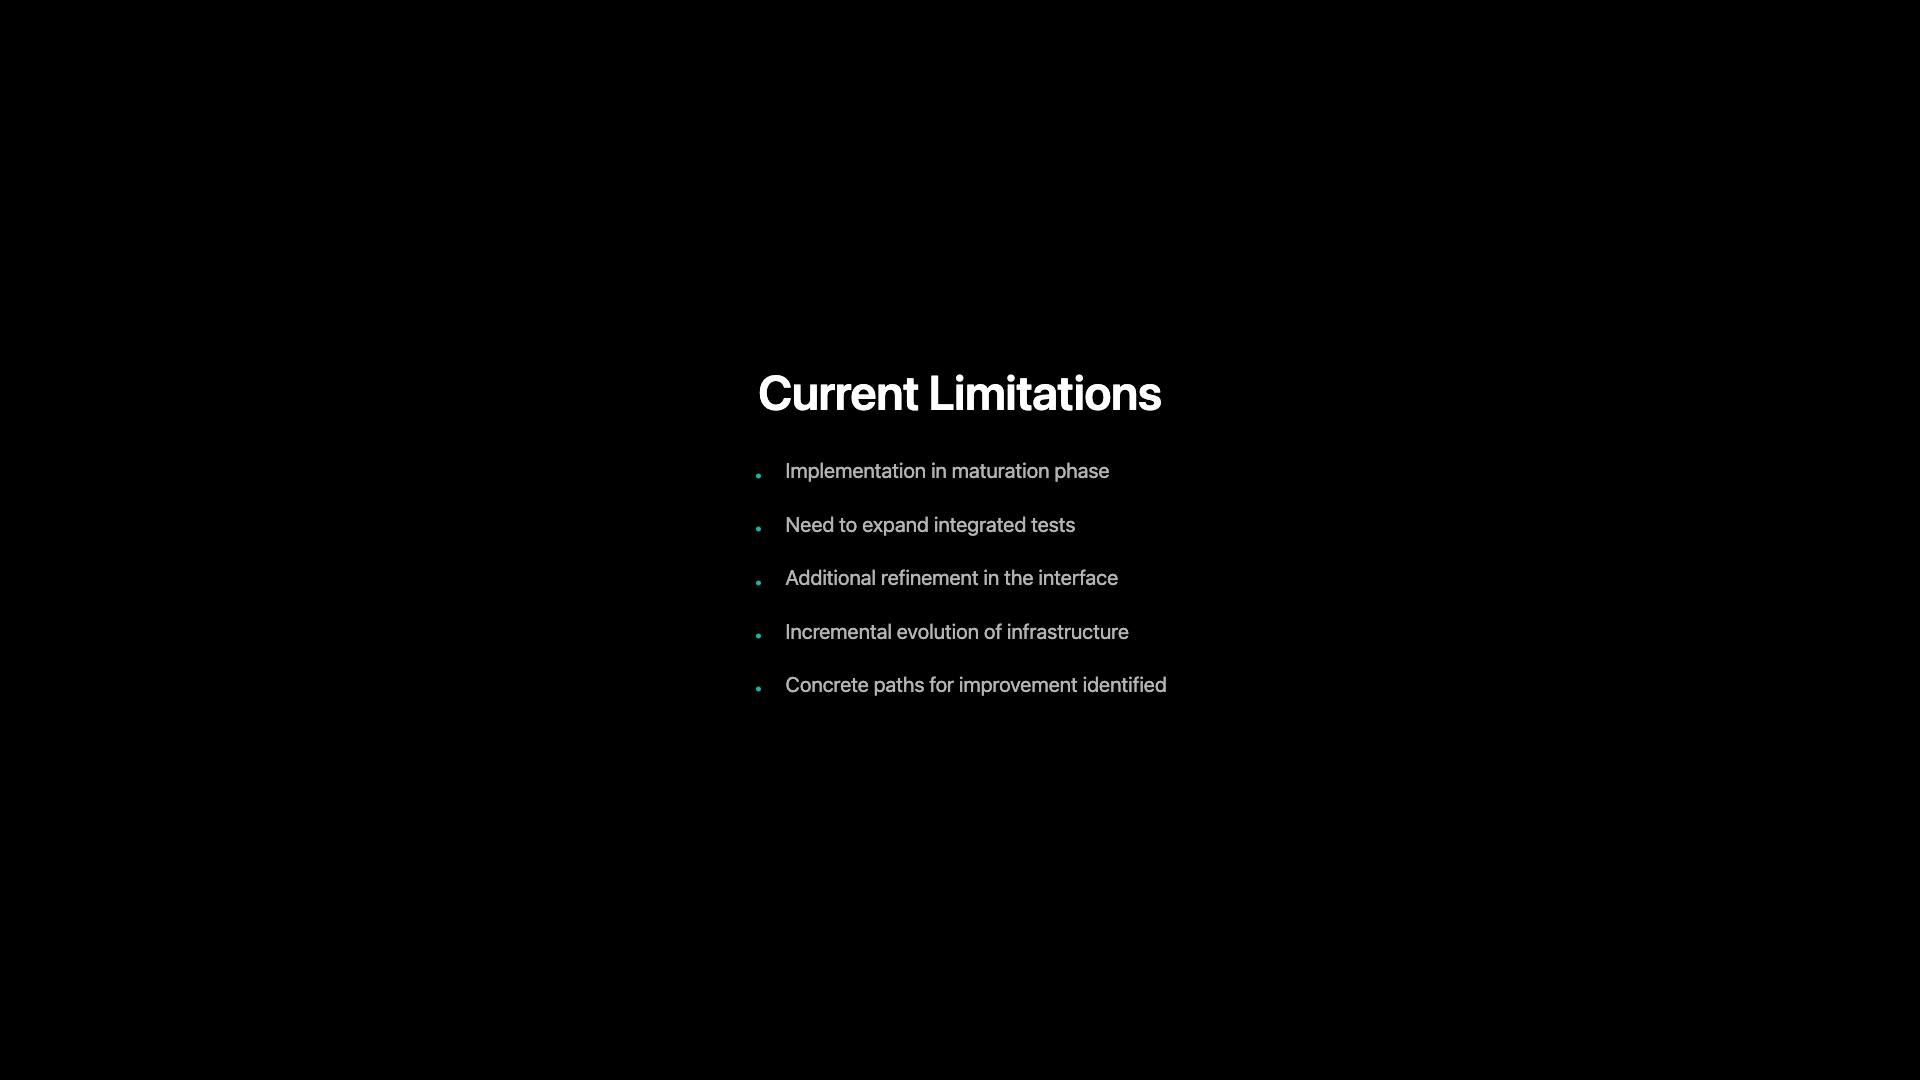 Current Limitations
• Implementation in maturation phase
• Need to expand integrated tests
• Additional refinement in the interface
• Incremental evolution of infrastructure
• Concrete paths for improvement identified